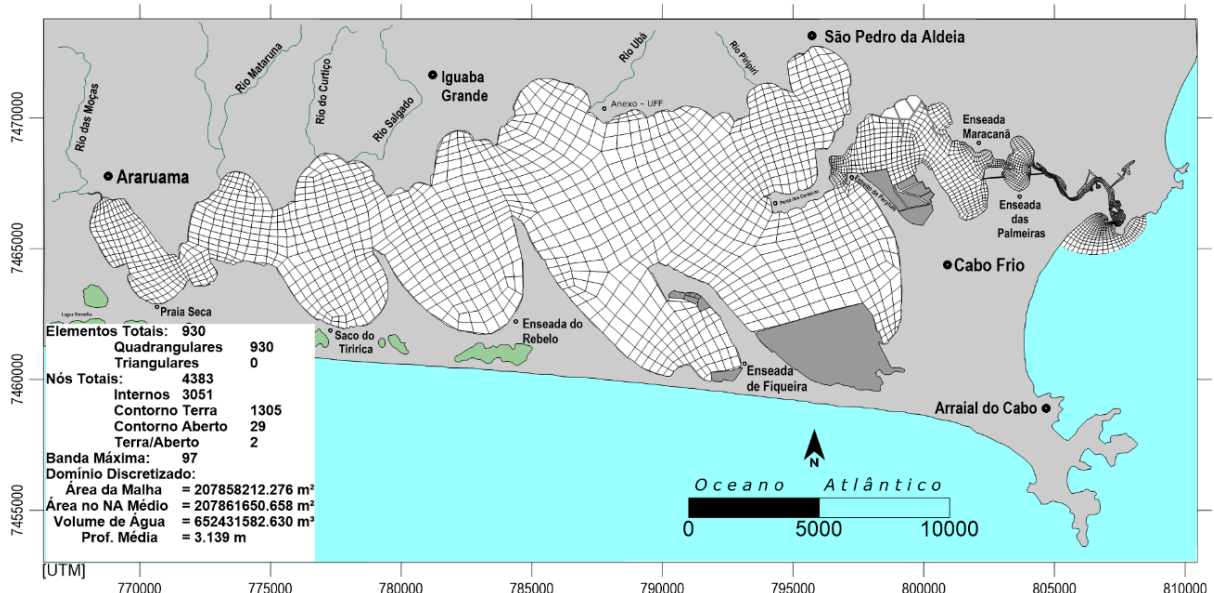 São Pedro da Aldeia
Rio Ubá
Rio Piripiri
Rio Mataruna
Rio do Curtiço
Rio Salgado
Rio das Moças
Iguaba
Grande
Anexo - UFF
Enseada
Maracanã
Araruama
Enseada
das
Palmeiras
Cabo Frio
Praia Seca
Saco do
Tiririca
Enseada do
Rebelo
Enseada
de Fiqueira
Arraial do Cabo
N
Oceano Atlântico
0 5000 10000
Elementos Totais: 930
Quadrangulares 930
Triangulares 0
Nós Totais: 4383
Internos 3051
Contorno Terra 1305
Contorno Aberto 29
Terra/Aberto 2
Banda Máxima: 97
Domínio Discretizado:
Área da Malha = 207858212.276 m²
Área no NA Médio = 207861650.658 m²
Volume de Água = 652431582.630 m³
Prof. Média = 3.139 m
7470000
7465000
7460000
7455000
[UTM]
770000 775000 780000 785000 790000 795000 800000 805000 810000